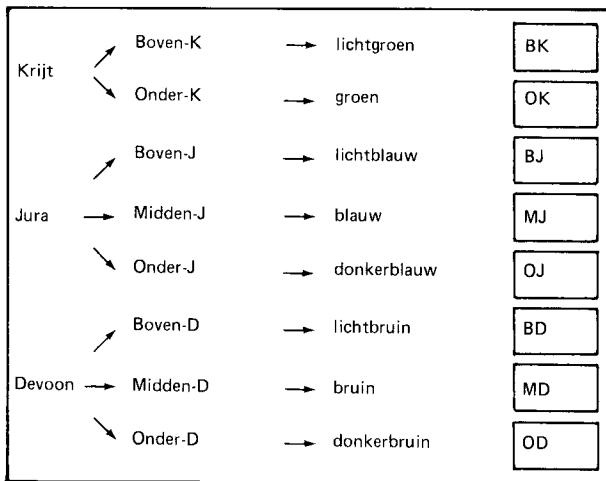 Krijt
Boven-K lichtgroen BK
Onder-K groen OK
Boven-J lichtblauw BJ
Jura Midden-J blauw MJ
Onder-J donkerblauw OJ
Boven-D lichtbruin BD
Devoon Midden-D bruin MD
Onder-D donkerbruin OD